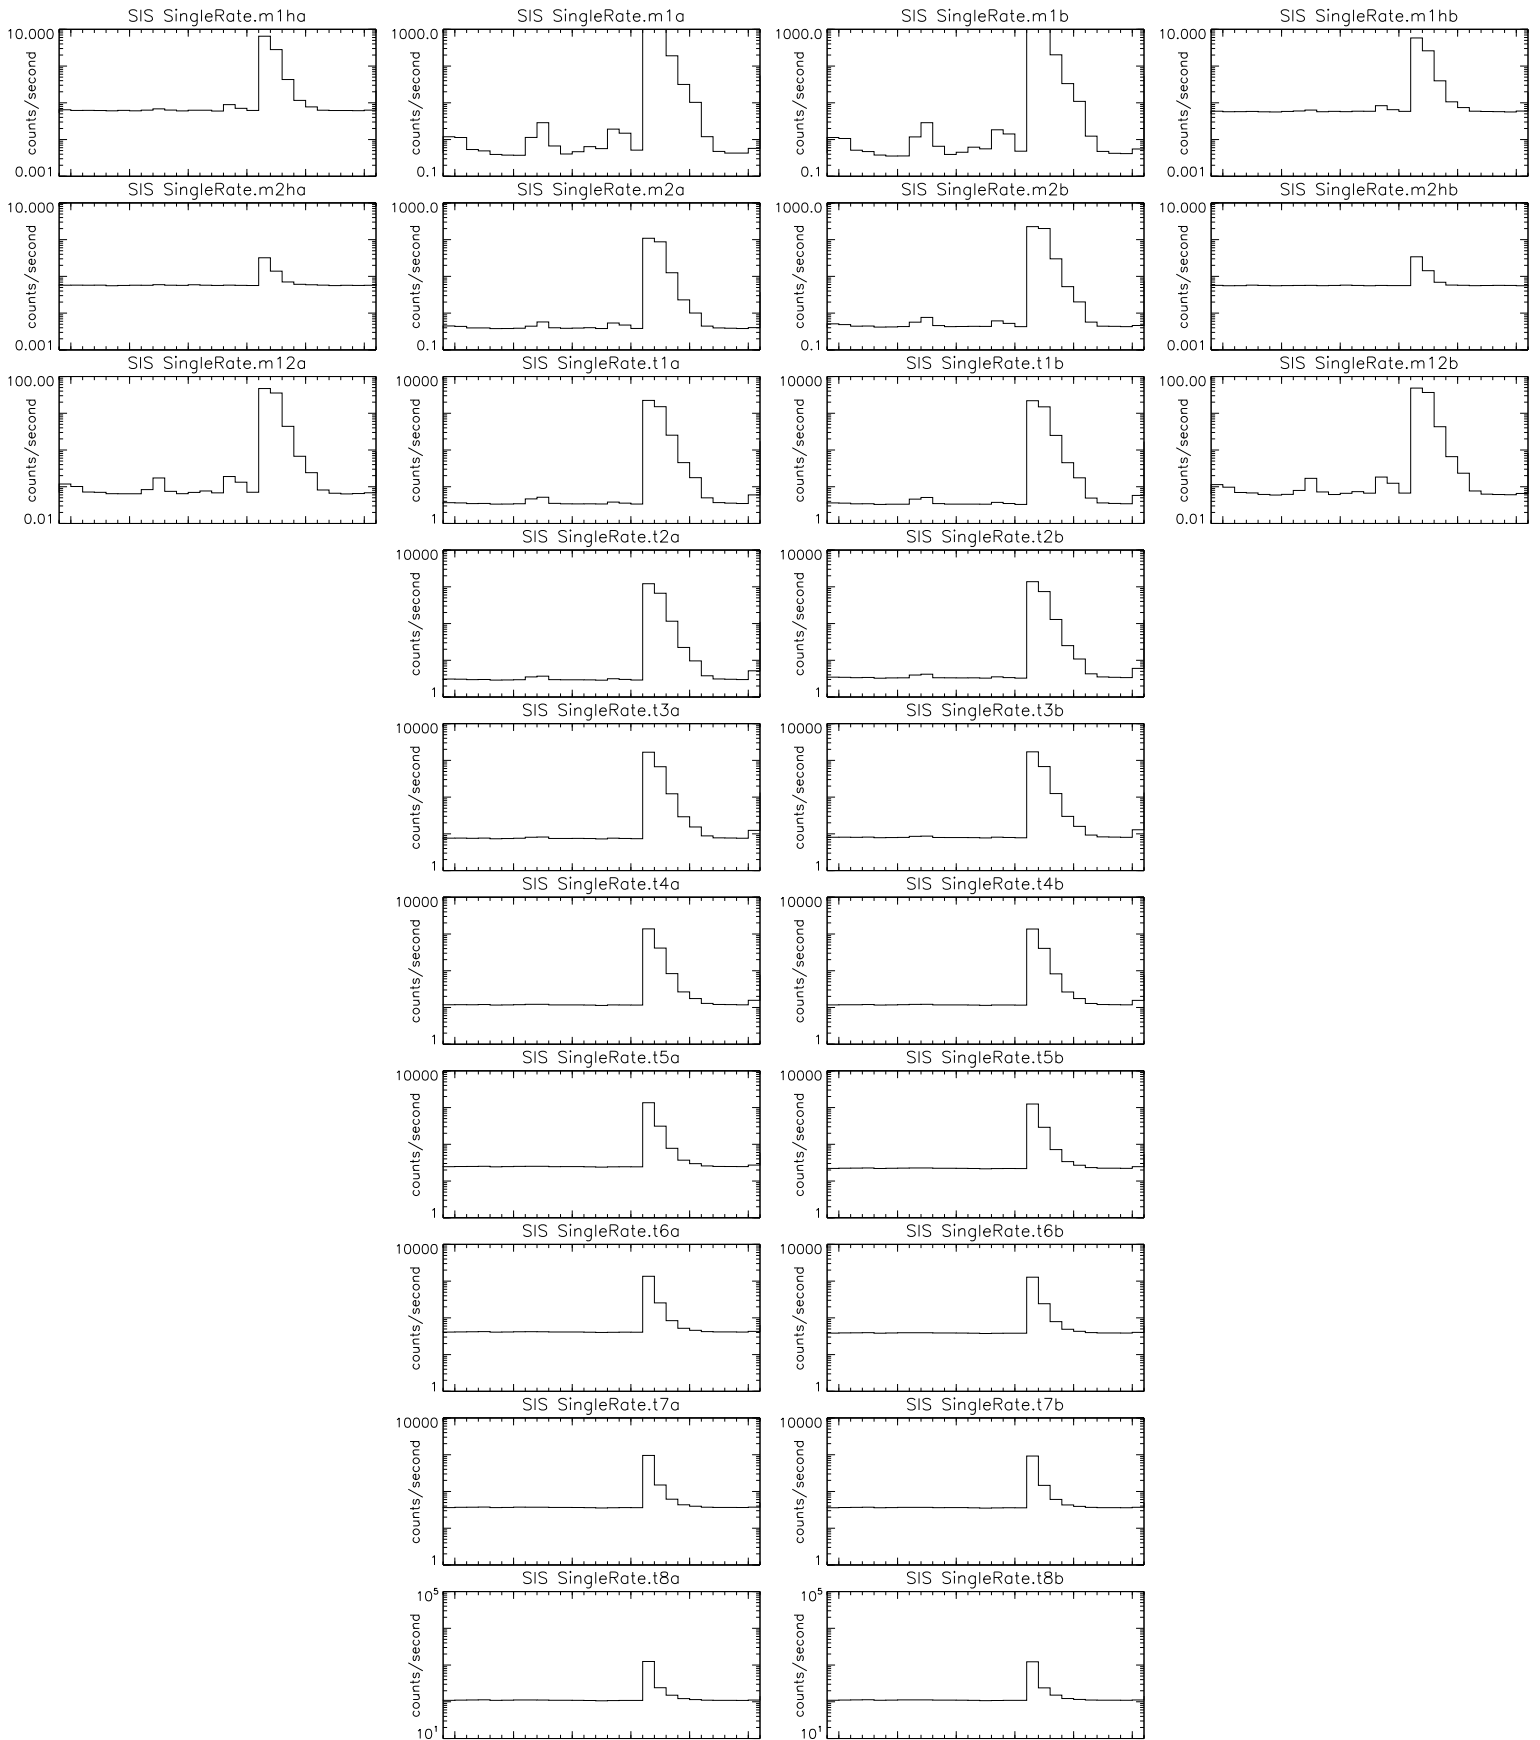 SIS SingleRate.m1ha
10.000
counts/second
0.001
SIS SingleRate.m1a
1000.0
counts/second
0.1
SIS SingleRate.m1b
1000.0
counts/second
0.1
SIS SingleRate.m1hb
10.000
counts/second
0.001
SIS SingleRate.m2ha
10.000
counts/second
0.001
SIS SingleRate.m2a
1000.0
counts/second
0.1
SIS SingleRate.m2b
1000.0
counts/second
0.1
SIS SingleRate.m2hb
10.000
counts/second
0.001
SIS SingleRate.m12a
100.00
counts/second
0.01
SIS SingleRate.t1a
10000
counts/second
1
SIS SingleRate.t1b
10000
counts/second
1
SIS SingleRate.m12b
100.00
counts/second
0.01
SIS SingleRate.t2a
10000
counts/second
1
SIS SingleRate.t2b
10000
counts/second
1
SIS SingleRate.t3a
10000
counts/second
1
SIS SingleRate.t3b
10000
counts/second
1
SIS SingleRate.t4a
10000
counts/second
1
SIS SingleRate.t4b
10000
counts/second
1
SIS SingleRate.t5a
10000
counts/second
1
SIS SingleRate.t5b
10000
counts/second
1
SIS SingleRate.t6a
10000
counts/second
1
SIS SingleRate.t6b
10000
counts/second
1
SIS SingleRate.t7a
10000
counts/second
1
SIS SingleRate.t7b
10000
counts/second
1
SIS SingleRate.t8a
10⁵
counts/second
10¹
SIS SingleRate.t8b
10⁵
counts/second
10¹